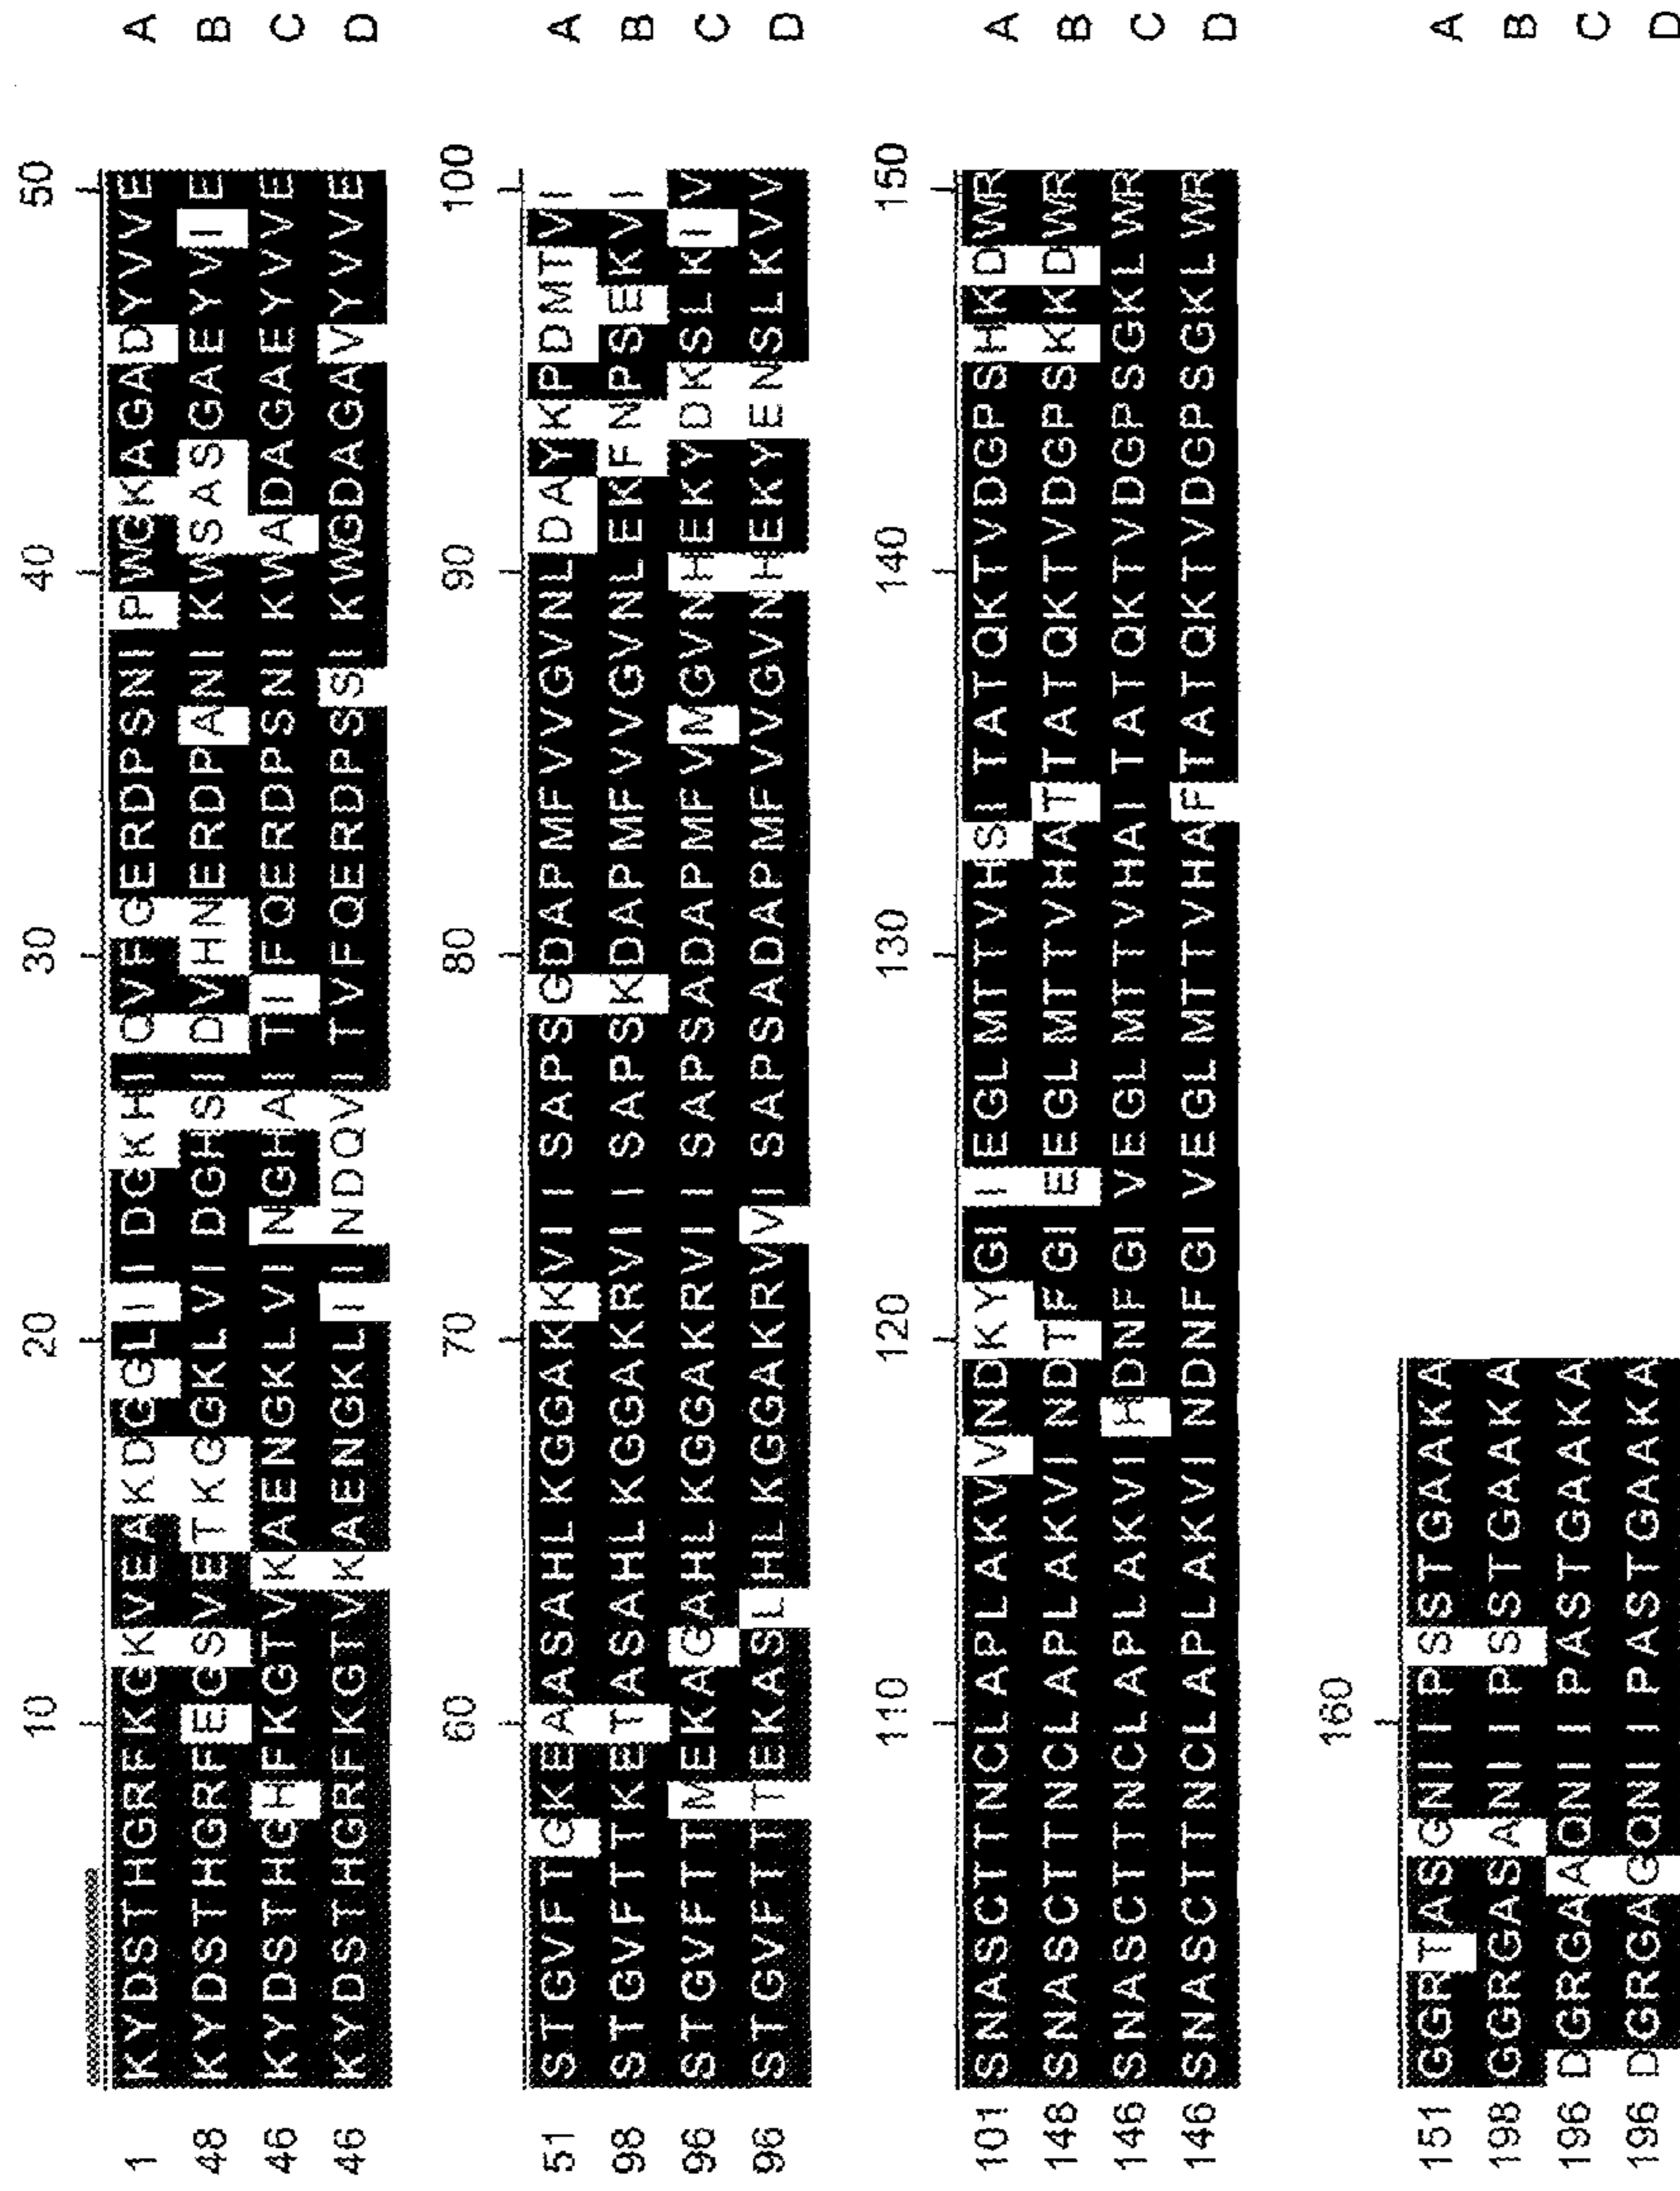 10 20 30 40 50
1 KYDSTHGRFKGKVEAKDGGLIIDGKHIQVFGERDPSNIPWGKAGADYVVE A
48 KYDSTHGRFEGSVETKGGKLVIDGHSIDVHNERDPANIKWSASGAEYVIE B
46 KYDSTHGHFKGTVKAENGKLVINGHAITIFQERDPSNIKWADAGAEYVVE C
46 KYDSTHGRFKGTVKAENGKLIINDQVITVFQERDPSSIKWGDAGAVYVVE D
60 70 80 90 100
51 STGVFTGKEAASAHLKGGAKKVIISAPSGDAPMFVVGVNLDAYKPDMTVI A
98 STGVFTTKETASAHLKGGAKRVIISAPSKDAPMFVVGVNLEKFNPSEKVI B
96 STGVFTTMEKAGAHLKGGAKRVIISAPSADAPMFVMGVNHEKYDKSLKIV C
96 STGVFTTTEKASLHLKGGAKRVVISAPSADAPMFVVGVNHEKYENSLKVV D
110 120 130 140 150
101 SNASCTTNCLAPLAKVVNDKYGIIEGLMTTVHSITATQKTVDGPSHKDWR A
148 SNASCTTNCLAPLAKVINDTFGIEEGLMTTVHATTATQKTVDGPSKKDWR B
146 SNASCTTNCLAPLAKVIHDNFGIVEGLMTTVHAITATQKTVDGPSGKLWR C
146 SNASCTTNCLAPLAKVINDNFGIVEGLMTTVHAFTATQKTVDGPSGKLWR D
160
151 GGRTASGNIIPSSTGAAKA A
198 GGRGASANIIPSSTGAAKA B
196 DGRGAAQNIIPASTGAAKA C
196 DGRGAGQNIIPASTGAAKA D